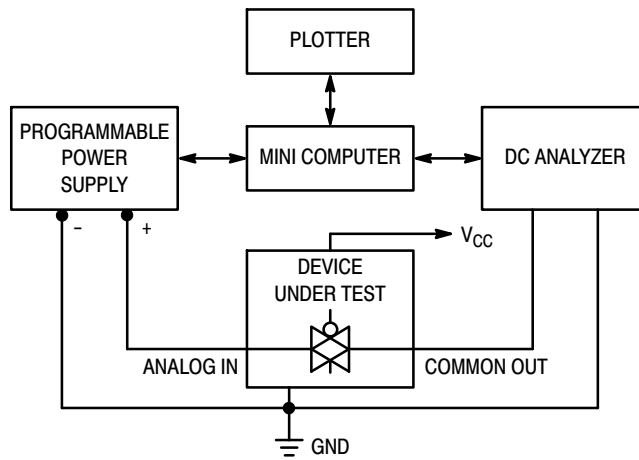 PLOTTER
PROGRAMMABLE
POWER
SUPPLY
MINI COMPUTER
DC ANALYZER
– +
VCC
DEVICE
UNDER TEST
ANALOG IN
COMMON OUT
GND